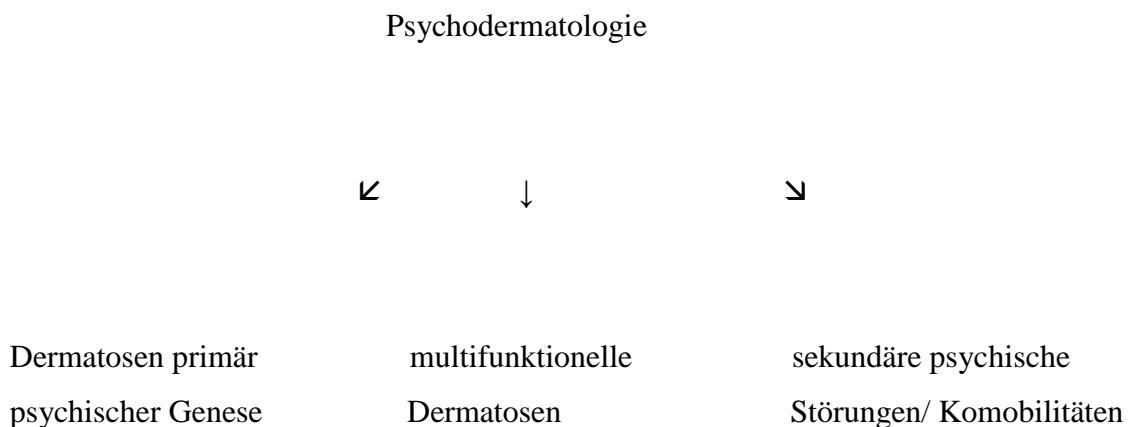 Psychodermatologie
↙ ↓ ↘
Dermatosen primär multifunktionelle sekundäre psychische
psychischer Genese Dermatosen Störungen/ Komobilitäten